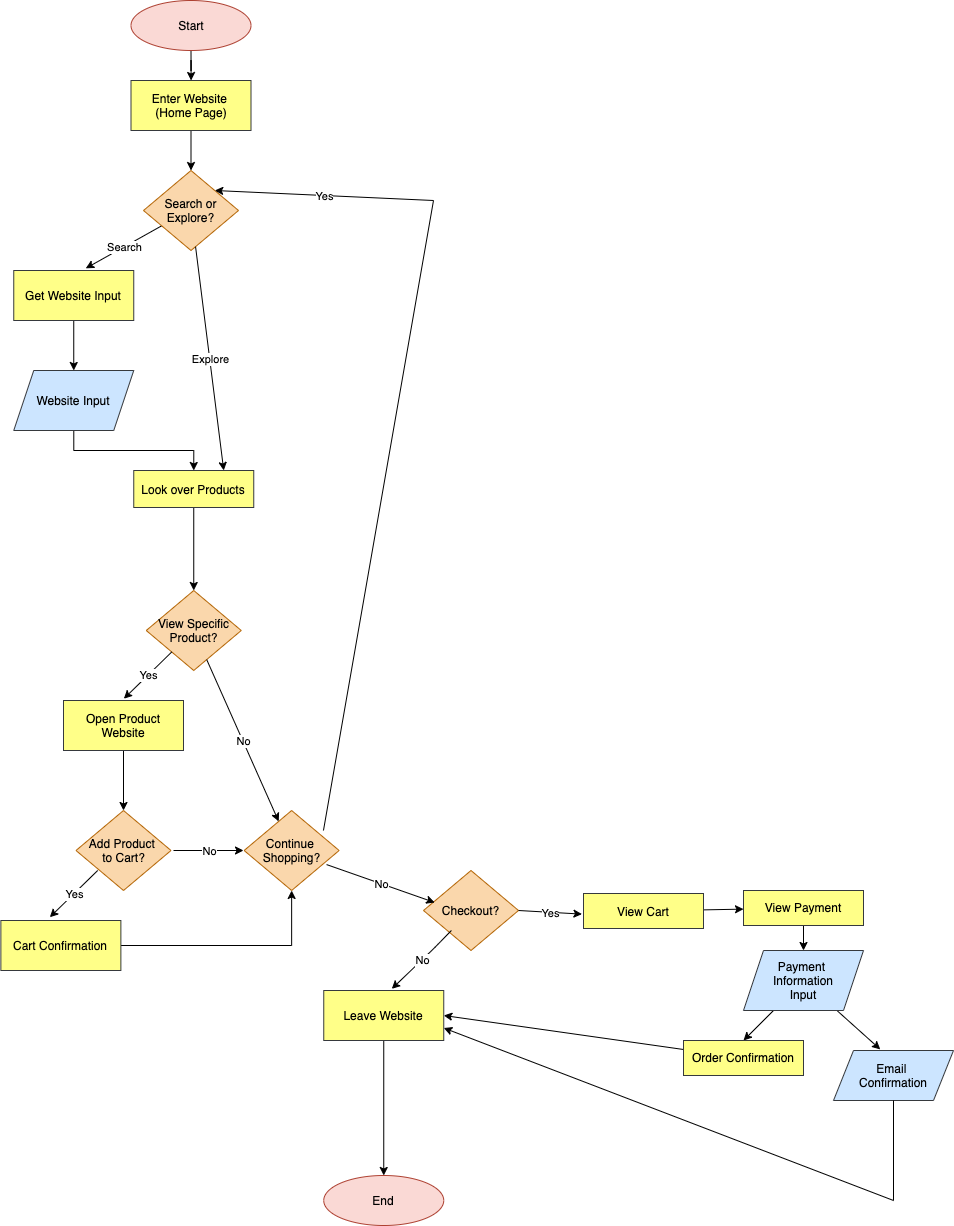 Start
Enter Website
(Home Page)
Search or
Explore?
Yes
Search
Get Website Input
Explore
Website Input
Look over Products
View Specific
Product?
Yes
Open Product
Website
No
Add Product
to Cart?
No
Continue
Shopping?
Yes
Cart Confirmation
No
Checkout?
Yes
View Cart
View Payment
No
Payment
Information
Input
Leave Website
Order Confirmation
Email
Confirmation
End